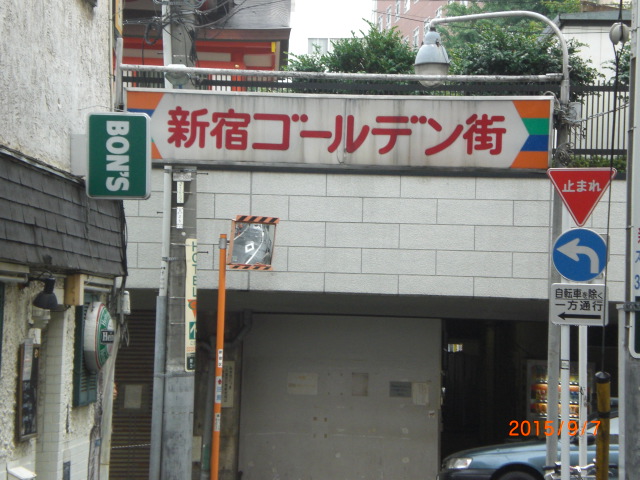 新宿ゴールデン街
BON'S
止まれ
自転車を除く
一方通行
HOTEL
2015/9/7